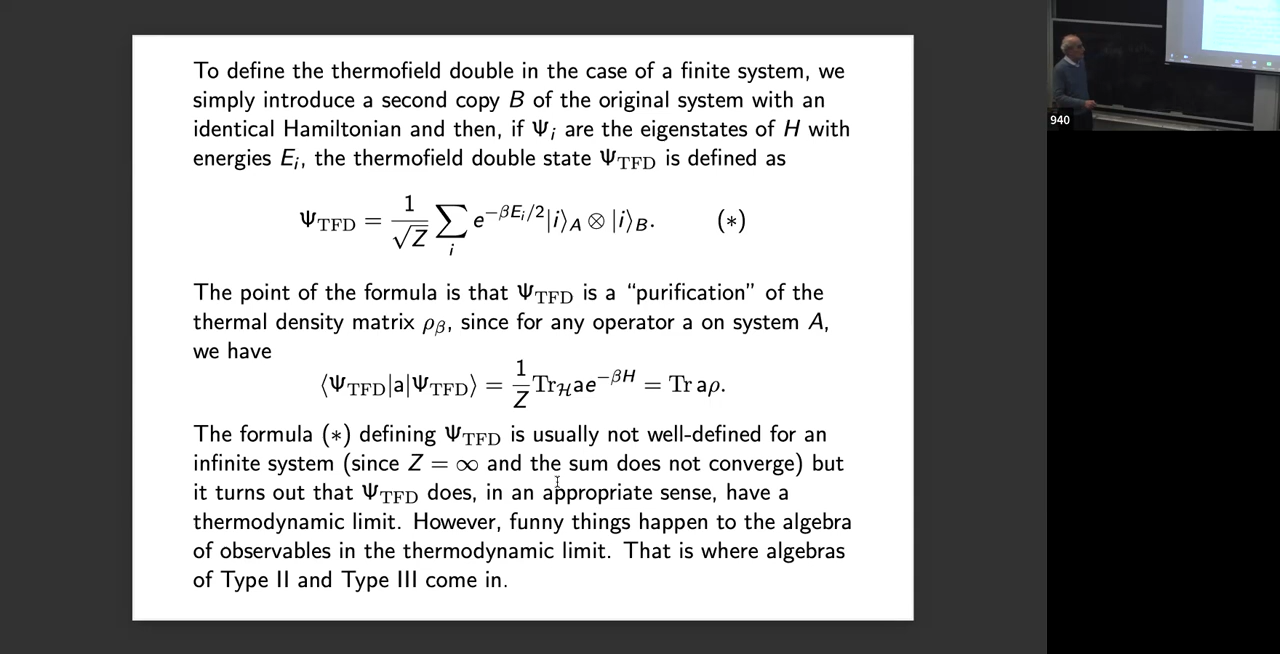 To define the thermofield double in the case of a finite system, we
simply introduce a second copy B of the original system with an
identical Hamiltonian and then, if Ψᵢ are the eigenstates of H with
energies Eᵢ, the thermofield double state Ψ_TFD is defined as
Ψ_TFD = 1/√Z ∑_i e^{−βE_i/2}|i⟩_A ⊗ |i⟩_B. (∗)
The point of the formula is that Ψ_TFD is a “purification” of the
thermal density matrix ρ_β, since for any operator a on system A,
we have
⟨Ψ_TFD|a|Ψ_TFD⟩ = 1/Z Tr_ℋ a e^{−βH} = Tr aρ.
The formula (∗) defining Ψ_TFD is usually not well-defined for an
infinite system (since Z = ∞ and the sum does not converge) but
it turns out that Ψ_TFD does, in an appropriate sense, have a
thermodynamic limit. However, funny things happen to the algebra
of observables in the thermodynamic limit. That is where algebras
of Type II and Type III come in.
940